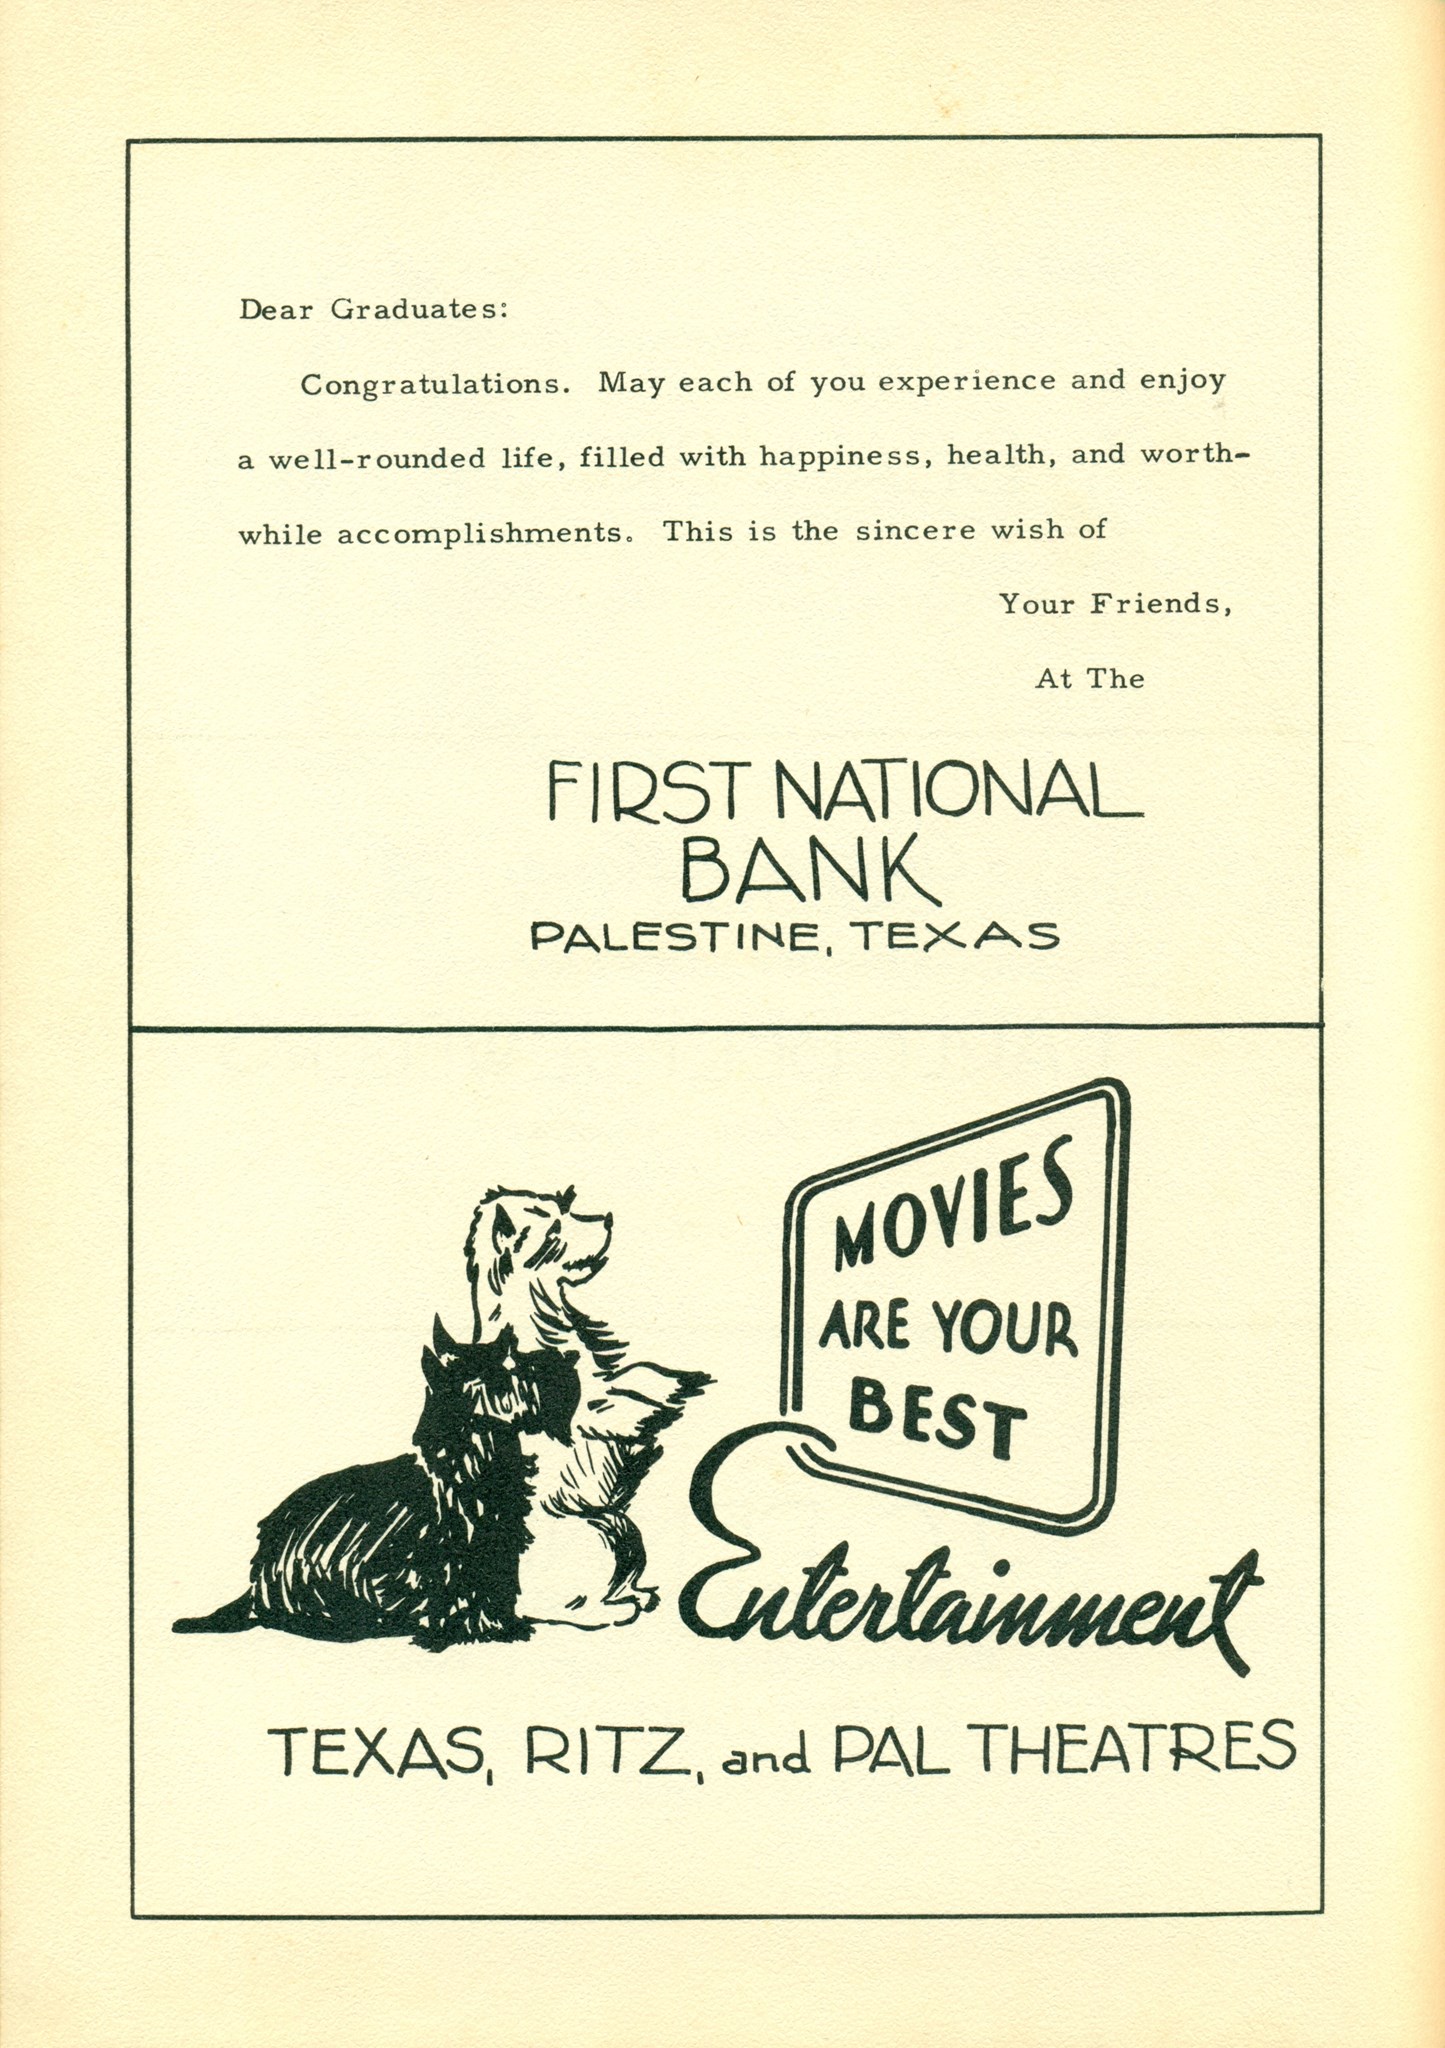 Dear Graduates:
Congratulations. May each of you experience and enjoy
a well-rounded life, filled with happiness, health, and worth-
while accomplishments. This is the sincere wish of
Your Friends,
At The
FIRST NATIONAL
BANK
PALESTINE, TEXAS
MOVIES
ARE YOUR
BEST
Entertainment
TEXAS, RITZ, and PAL THEATRES